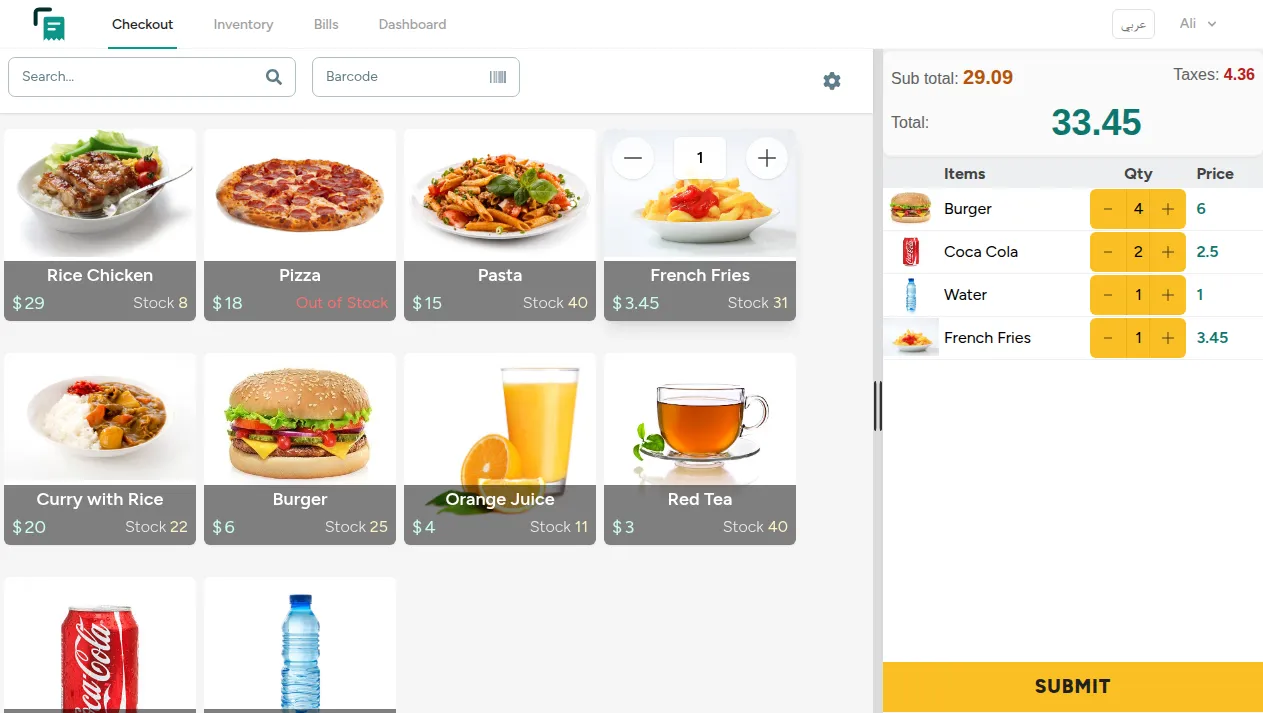 Checkout
Inventory
Bills
Dashboard
عربي
Ali
Search...
Barcode
Sub total: 29.09
Taxes: 4.36
Total: 33.45
Items Qty Price
Burger - 4 + 6
Coca Cola - 2 + 2.5
Water - 1 + 1
French Fries - 1 + 3.45
SUBMIT
Rice Chicken
$ 29 Stock 8
Pizza
$ 18 Out of Stock
Pasta
$ 15 Stock 40
— 1 +
French Fries
$ 3.45 Stock 31
Curry with Rice
$ 20 Stock 22
Burger
$ 6 Stock 25
Orange Juice
$ 4 Stock 11
Red Tea
$ 3 Stock 40